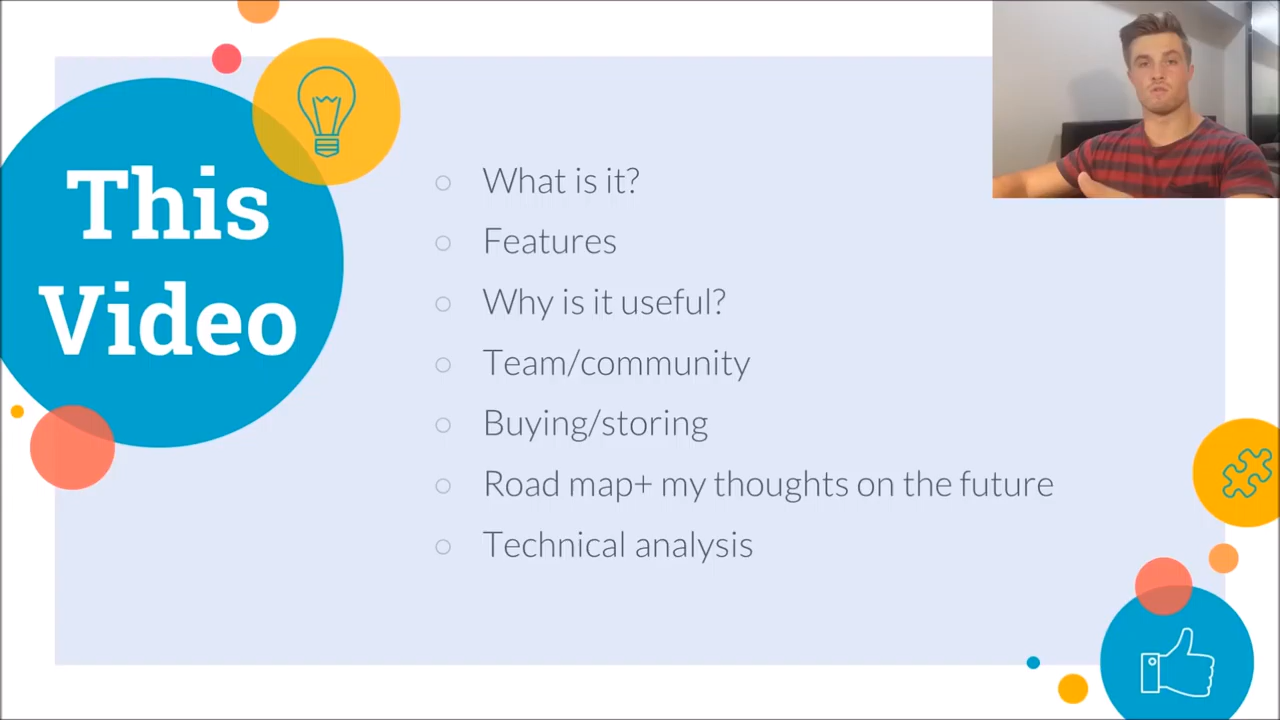 This
Video
What is it?
Features
Why is it useful?
Team/community
Buying/storing
Road map+ my thoughts on the future
Technical analysis